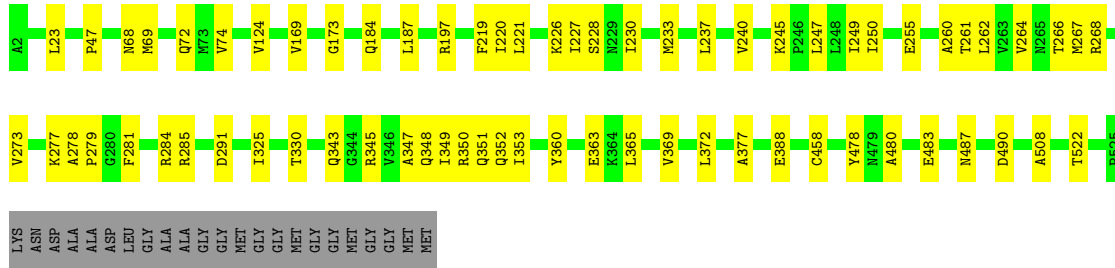 A2 L23 P47 N68 M69 Q72 M73 V74 V124 V169 G173 Q184 L187 R197 F219 I220 L221 K226 I227 S228 N229 I230 M233 L237 V240 K245 P246 L247 L248 I249 I250 E255 A260 T261 L262 V263 V264 N265 T266 M267 R268
V273 K277 A278 P279 G280 F281 R284 R285 D291 I325 T330 Q343 G344 R345 V346 A347 Q348 I349 R350 Q351 Q352 I353 Y360 E363 K364 L365 V369 L372 A377 E388 C458 Y478 N479 A480 E483 N487 D490 A508 T522 P525
LYS ASN ASP ALA ALA ASP LEU GLY ALA ALA GLY GLY MET GLY GLY MET GLY GLY MET GLY GLY MET MET